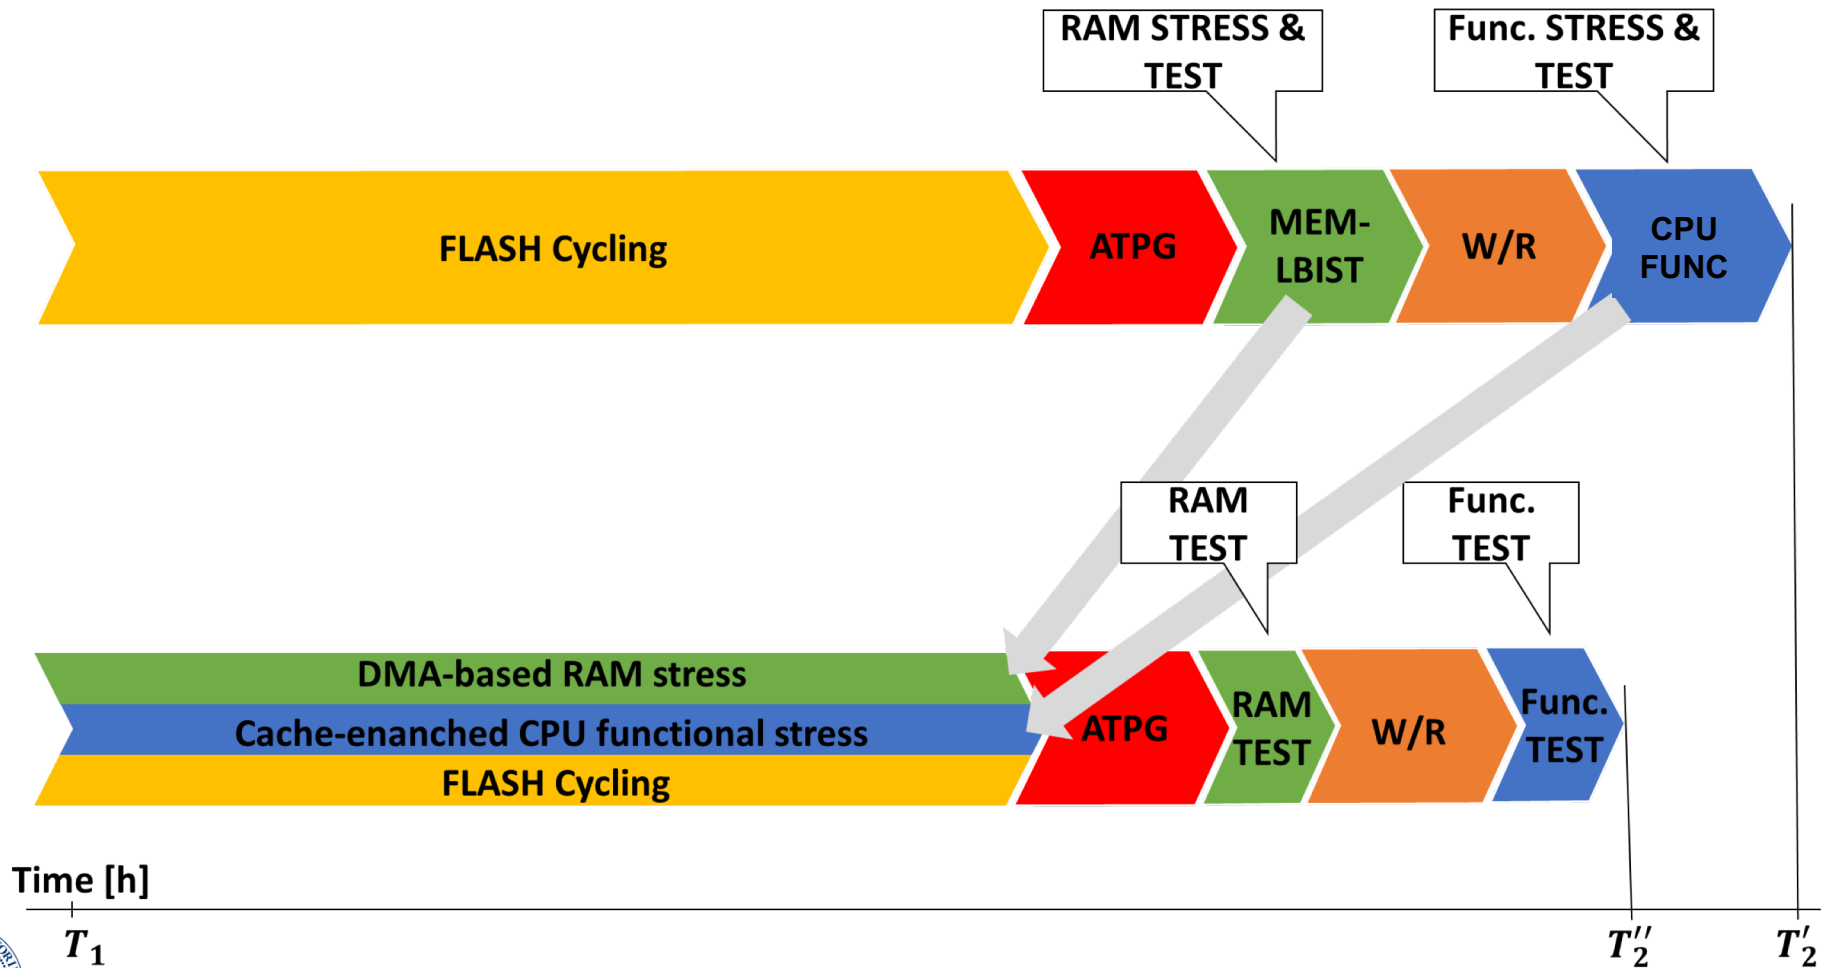 RAM STRESS &
TEST
Func. STRESS &
TEST
FLASH Cycling
ATPG
MEM-
LBIST
W/R
CPU
FUNC
RAM
TEST
Func.
TEST
DMA-based RAM stress
Cache-enanched CPU functional stress
FLASH Cycling
ATPG
RAM
TEST
W/R
Func.
TEST
Time [h]
T₁
T₂′′
T₂′